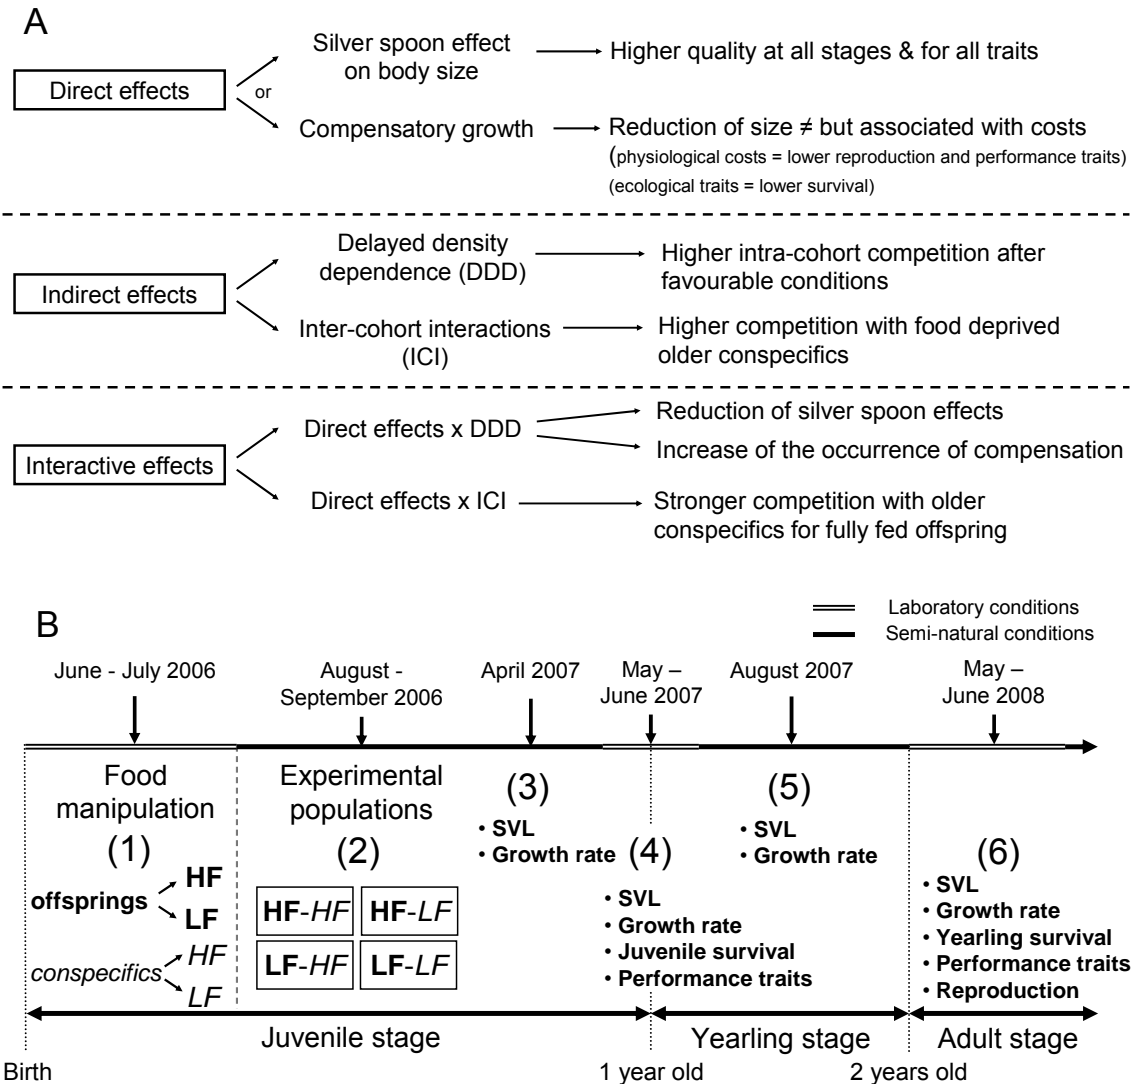 A
Direct effects
or
Silver spoon effect
on body size
Higher quality at all stages & for all traits
Compensatory growth
Reduction of size ≠ but associated with costs
(physiological costs = lower reproduction and performance traits)
(ecological traits = lower survival)
Indirect effects
Delayed density
dependence (DDD)
Higher intra-cohort competition after
favourable conditions
Inter-cohort interactions
(ICI)
Higher competition with food deprived
older conspecifics
Interactive effects
Direct effects x DDD
Reduction of silver spoon effects
Increase of the occurrence of compensation
Direct effects x ICI
Stronger competition with older
conspecifics for fully fed offspring
B
Laboratory conditions
Semi-natural conditions
June - July 2006
August -
September 2006
April 2007
May –
June 2007
August 2007
May –
June 2008
Food
manipulation
(1)
offsprings
HF
LF
conspecifics
HF
LF
Experimental
populations
(2)
HF-HF
HF-LF
LF-HF
LF-LF
(3)
• SVL
• Growth rate
(4)
• SVL
• Growth rate
• Juvenile survival
• Performance traits
(5)
• SVL
• Growth rate
(6)
• SVL
• Growth rate
• Yearling survival
• Performance traits
• Reproduction
Juvenile stage
Yearling stage
Adult stage
Birth
1 year old
2 years old